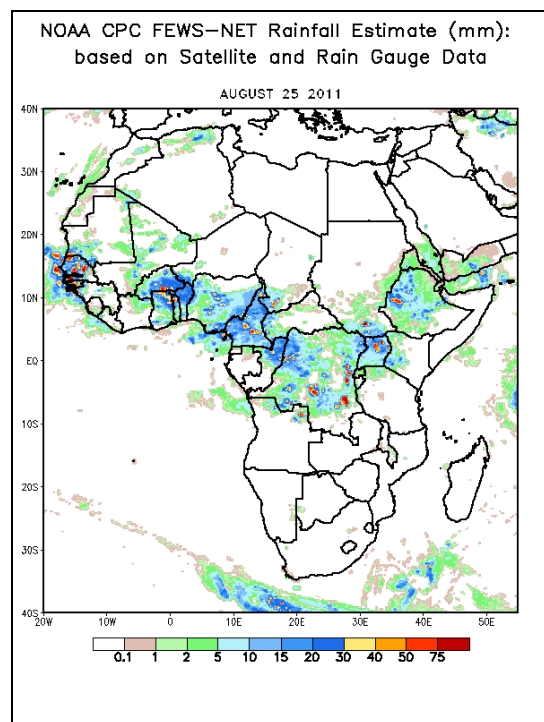 NOAA CPC FEWS-NET Rainfall Estimate (mm):
based on Satellite and Rain Gauge Data
AUGUST 25 2011
40N
30N
20N
10N
EQ
10S
20S
30S
40S
20W 10W 0 10E 20E 30E 40E 50E
0.1 1 2 5 10 15 20 30 40 50 75